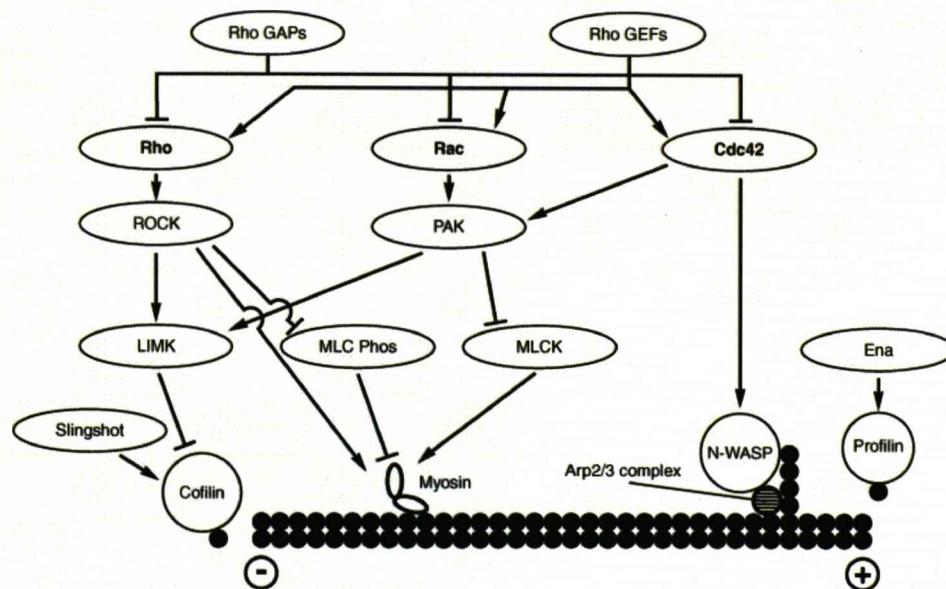 Rho GAPs
Rho GEFs
Rho
Rac
Cdc42
ROCK
PAK
LIMK
MLC Phos
MLCK
Ena
Slingshot
N-WASP
Profilin
Cofilin
Myosin
Arp2/3 complex
-
+